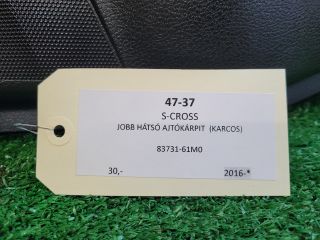 47-37
S-CROSS
JOBB HÁTSÓ AJTÓKÁRPIT (KARCOS)
83731-61M0
30,- 2016-*